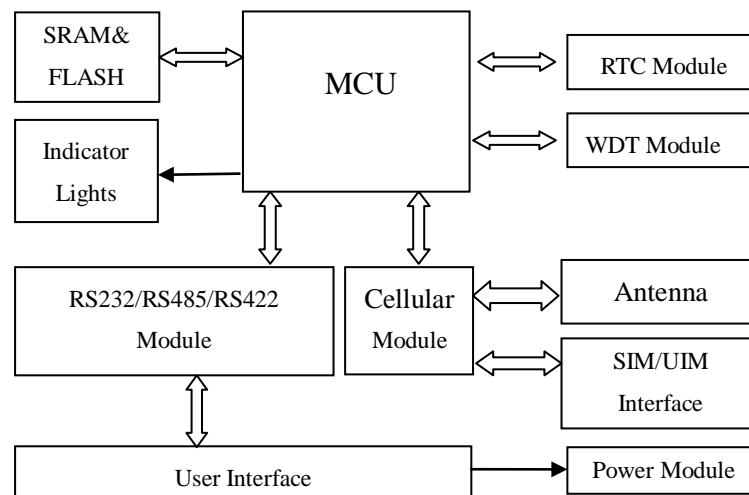 SRAM&
FLASH
MCU
RTC Module
WDT Module
Indicator
Lights
RS232/RS485/RS422
Module
Cellular
Module
Antenna
SIM/UIM
Interface
User Interface
Power Module